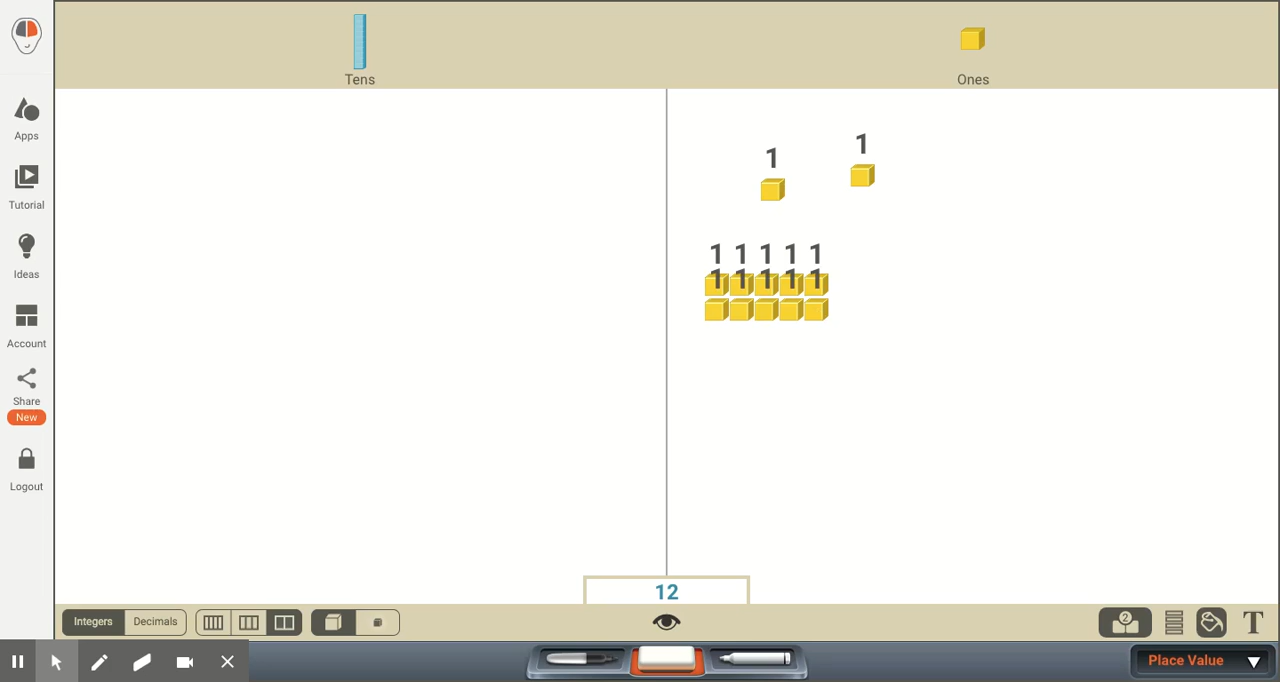 Tens
Ones
Apps
Tutorial
Ideas
Account
Share
New
Logout
1
1
1 1 1 1 1
1 1 1 1 1
12
Integers
Decimals
2
T
Place Value